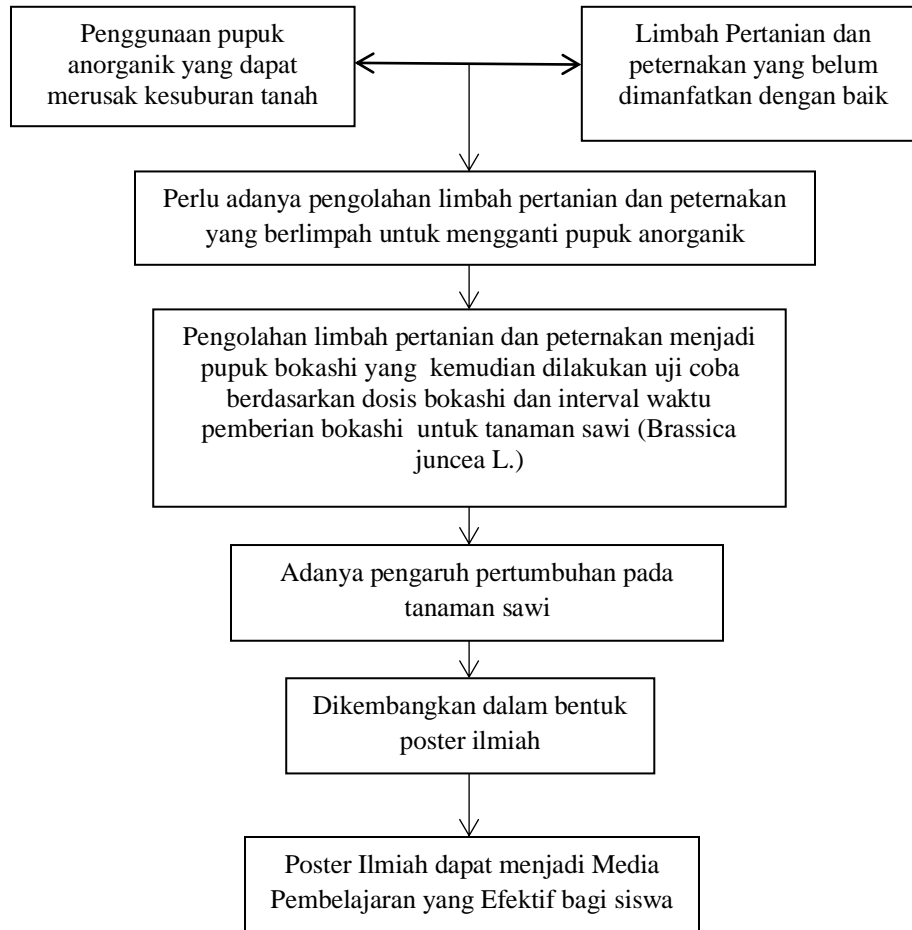 Penggunaan pupuk
anorganik yang dapat
merusak kesuburan tanah
Limbah Pertanian dan
peternakan yang belum
dimanfatkan dengan baik
Perlu adanya pengolahan limbah pertanian dan peternakan
yang berlimpah untuk mengganti pupuk anorganik
Pengolahan limbah pertanian dan peternakan menjadi
pupuk bokashi yang kemudian dilakukan uji coba
berdasarkan dosis bokashi dan interval waktu
pemberian bokashi untuk tanaman sawi (Brassica
juncea L.)
Adanya pengaruh pertumbuhan pada
tanaman sawi
Dikembangkan dalam bentuk
poster ilmiah
Poster Ilmiah dapat menjadi Media
Pembelajaran yang Efektif bagi siswa